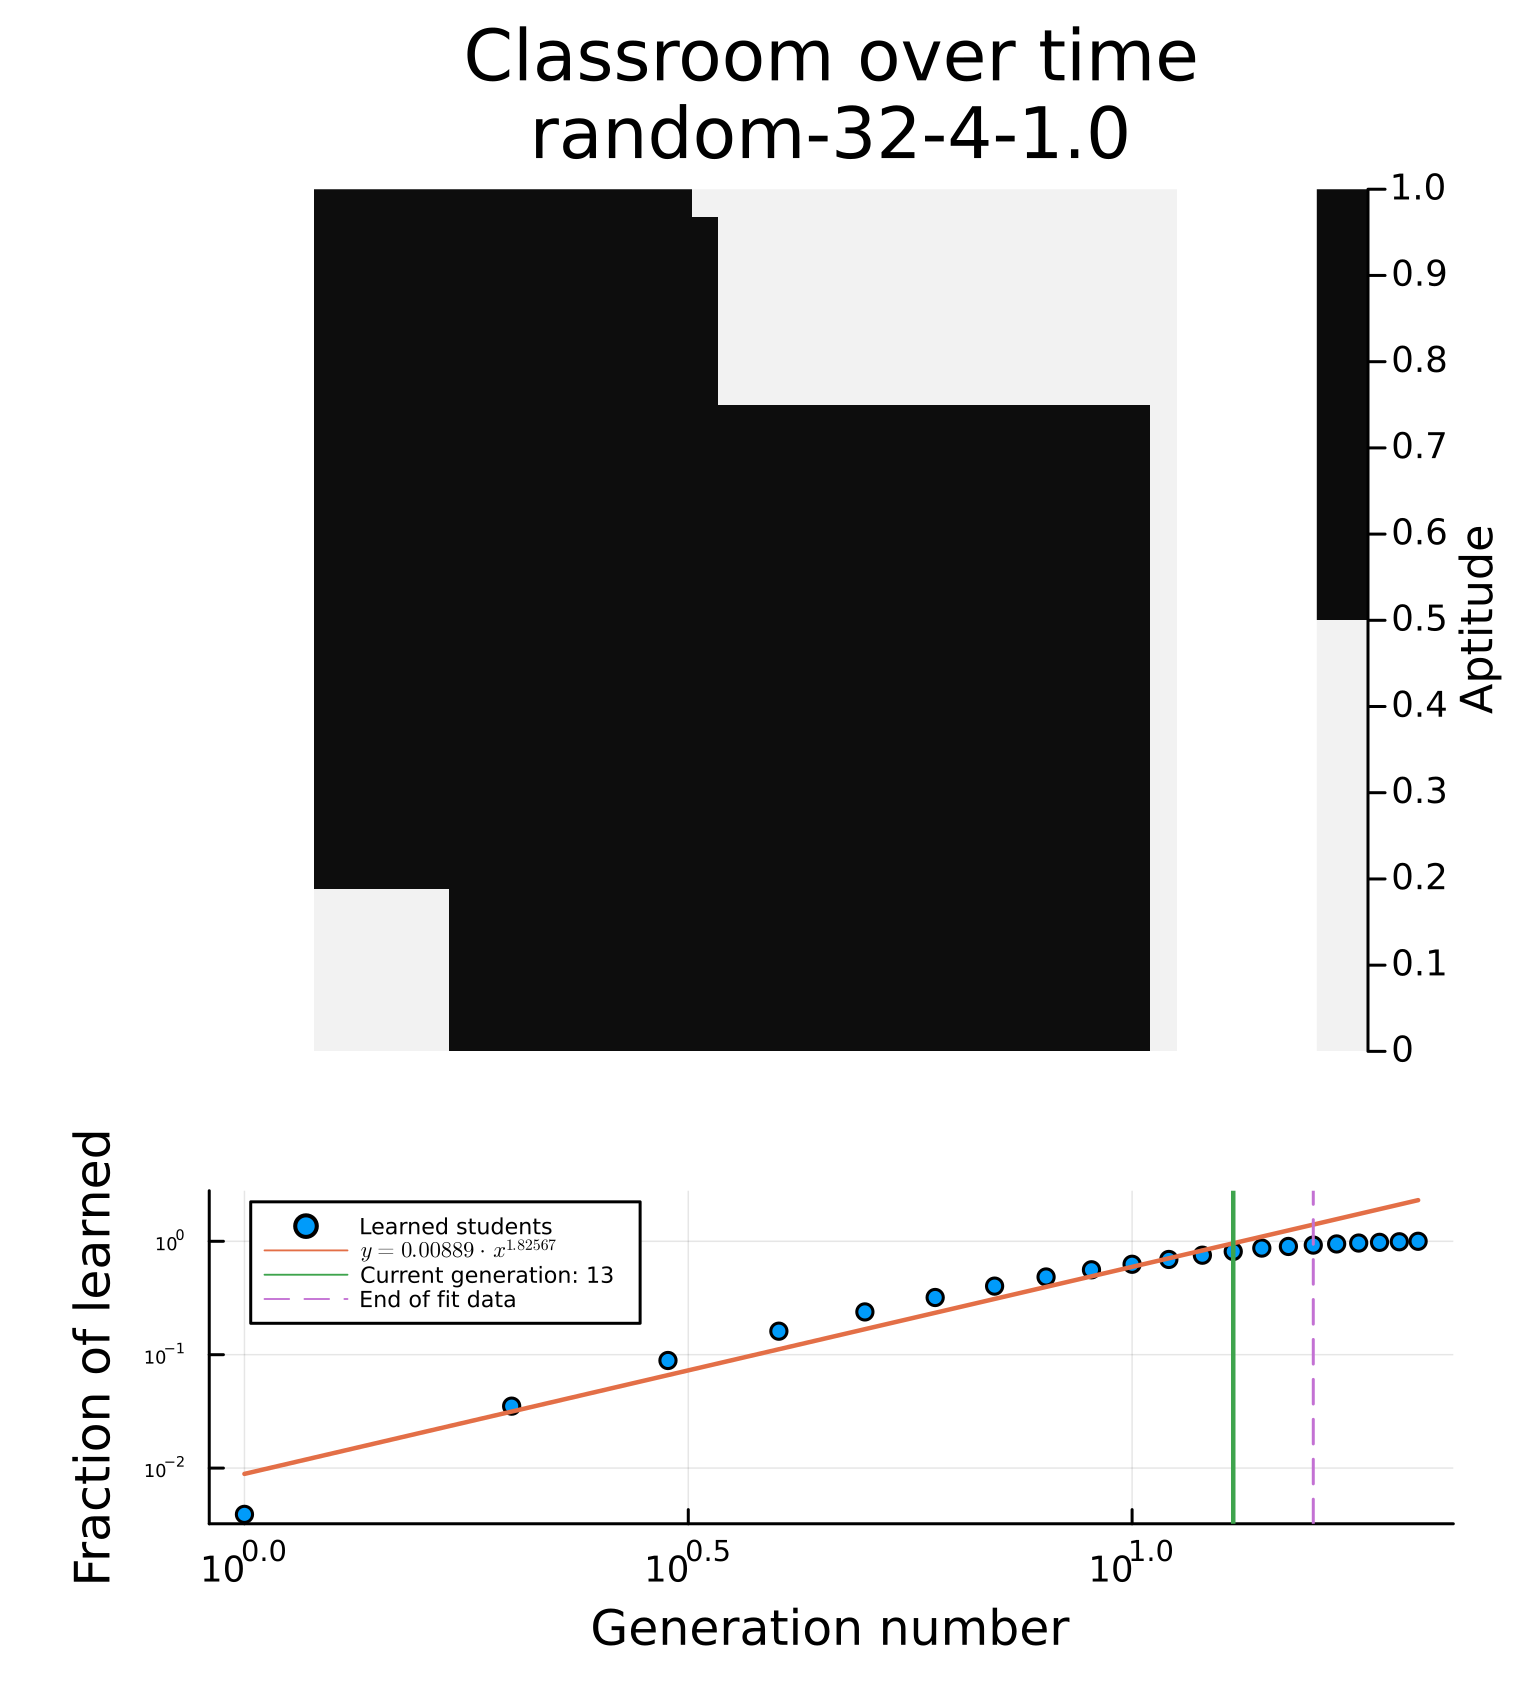 Classroom over time
random-32-4-1.0
1.0
0.9
0.8
0.7
0.6
0.5
0.4
0.3
0.2
0.1
0
Aptitude
Fraction of learned
10⁰
10⁻¹
10⁻²
Learned students
y = 0.00889 · x^1.82567
Current generation: 13
End of fit data
10^0.0
10^0.5
10^1.0
Generation number